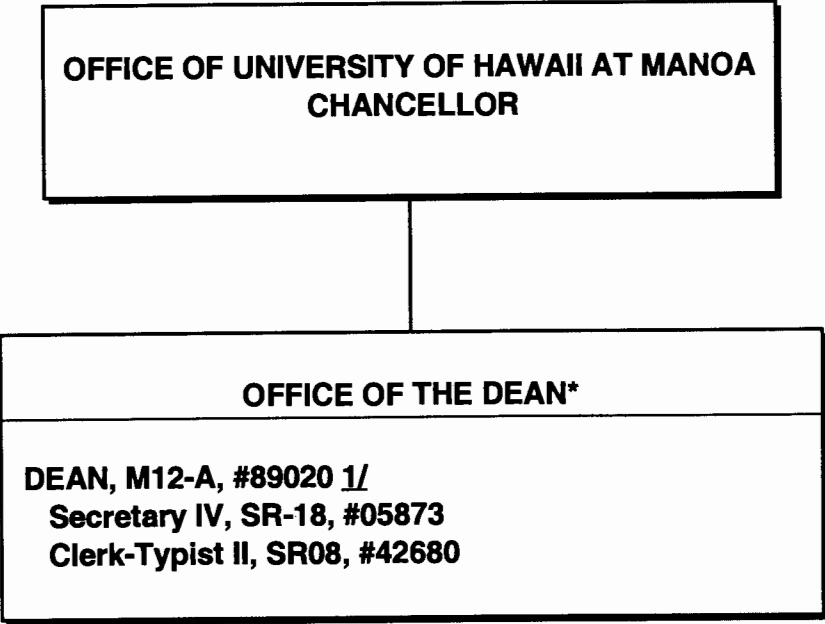 OFFICE OF UNIVERSITY OF HAWAII AT MANOA
CHANCELLOR
OFFICE OF THE DEAN*
DEAN, M12-A, #89020 1/
Secretary IV, SR-18, #05873
Clerk-Typist II, SR08, #42680